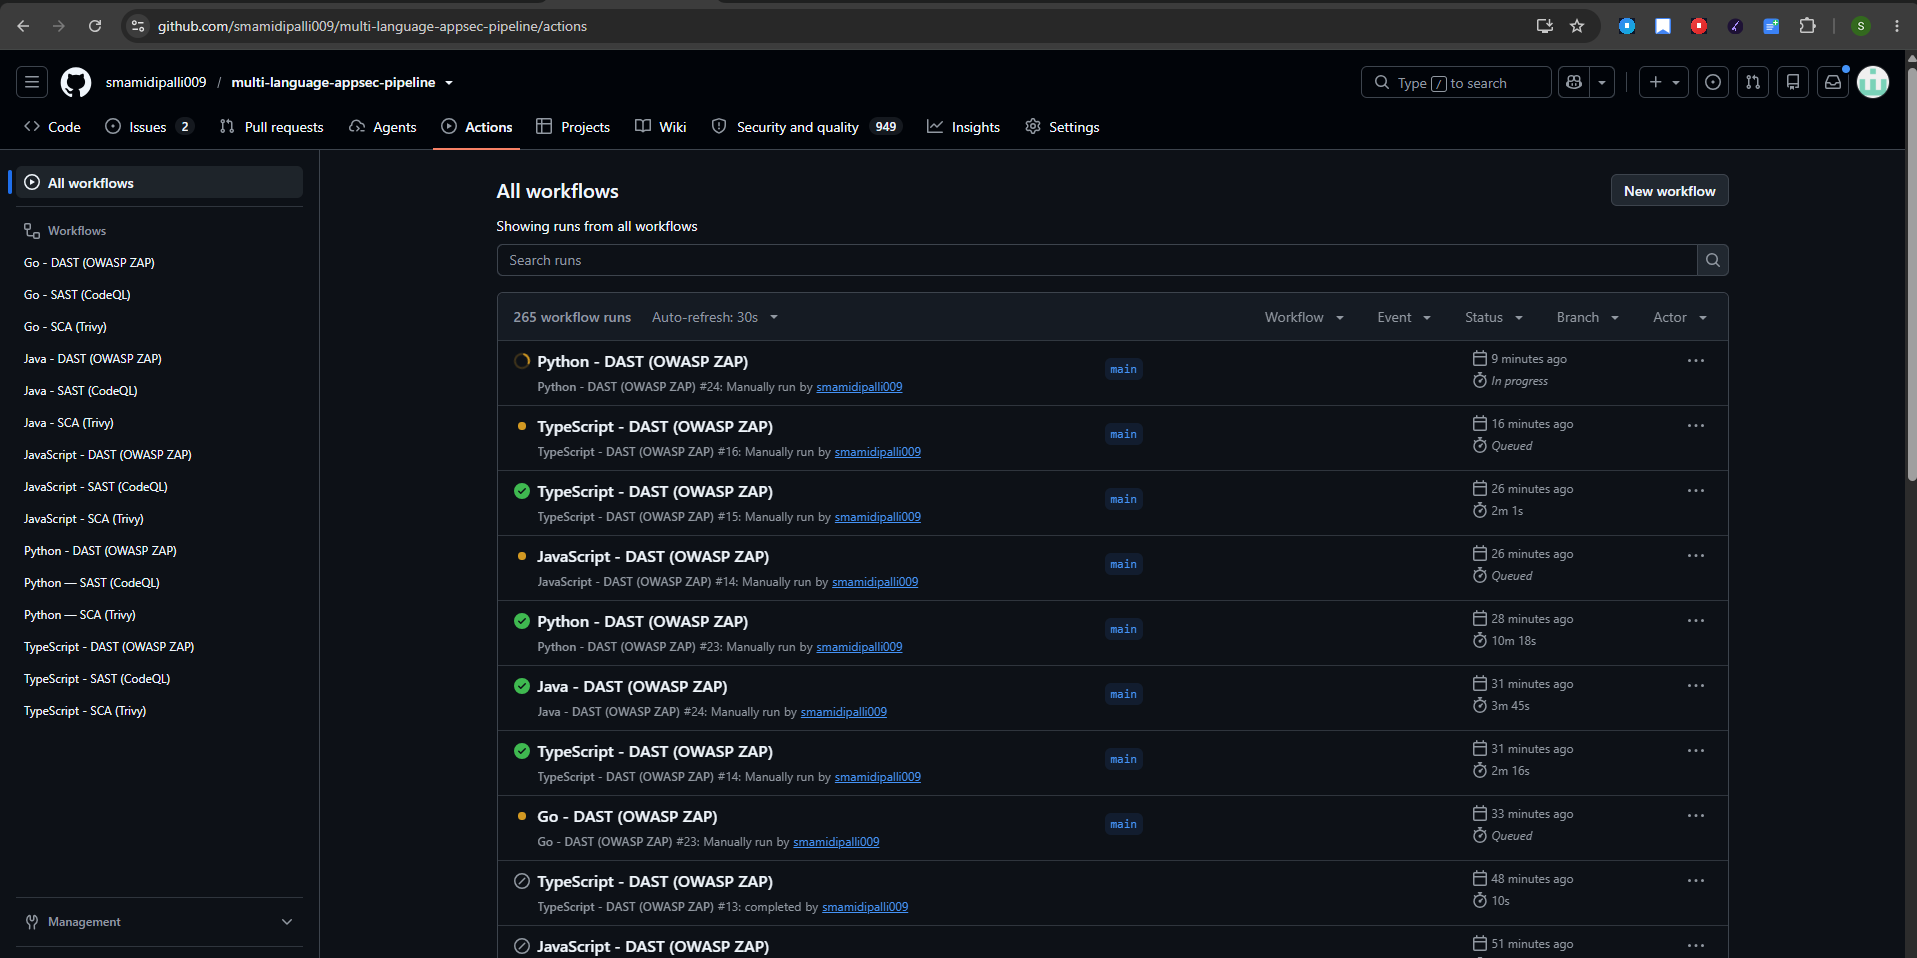 github.com/smamidipalli009/multi-language-appsec-pipeline/actions
S
smamidipalli009 / multi-language-appsec-pipeline
Type / to search
Code
Issues 2
Pull requests
Agents
Actions
Projects
Wiki
Security and quality 949
Insights
Settings
All workflows
Workflows
Go - DAST (OWASP ZAP)
Go - SAST (CodeQL)
Go - SCA (Trivy)
Java - DAST (OWASP ZAP)
Java - SAST (CodeQL)
Java - SCA (Trivy)
JavaScript - DAST (OWASP ZAP)
JavaScript - SAST (CodeQL)
JavaScript - SCA (Trivy)
Python - DAST (OWASP ZAP)
Python — SAST (CodeQL)
Python — SCA (Trivy)
TypeScript - DAST (OWASP ZAP)
TypeScript - SAST (CodeQL)
TypeScript - SCA (Trivy)
Management
All workflows
New workflow
Showing runs from all workflows
Search runs
265 workflow runs Auto-refresh: 30s Workflow Event Status Branch Actor
Python - DAST (OWASP ZAP)
Python - DAST (OWASP ZAP) #24: Manually run by smamidipalli009
main
9 minutes ago
In progress
TypeScript - DAST (OWASP ZAP)
TypeScript - DAST (OWASP ZAP) #16: Manually run by smamidipalli009
main
16 minutes ago
Queued
TypeScript - DAST (OWASP ZAP)
TypeScript - DAST (OWASP ZAP) #15: Manually run by smamidipalli009
main
26 minutes ago
2m 1s
JavaScript - DAST (OWASP ZAP)
JavaScript - DAST (OWASP ZAP) #14: Manually run by smamidipalli009
main
26 minutes ago
Queued
Python - DAST (OWASP ZAP)
Python - DAST (OWASP ZAP) #23: Manually run by smamidipalli009
main
28 minutes ago
10m 18s
Java - DAST (OWASP ZAP)
Java - DAST (OWASP ZAP) #24: Manually run by smamidipalli009
main
31 minutes ago
3m 45s
TypeScript - DAST (OWASP ZAP)
TypeScript - DAST (OWASP ZAP) #14: Manually run by smamidipalli009
main
31 minutes ago
2m 16s
Go - DAST (OWASP ZAP)
Go - DAST (OWASP ZAP) #23: Manually run by smamidipalli009
main
33 minutes ago
Queued
TypeScript - DAST (OWASP ZAP)
TypeScript - DAST (OWASP ZAP) #13: completed by smamidipalli009
48 minutes ago
10s
JavaScript - DAST (OWASP ZAP)
51 minutes ago